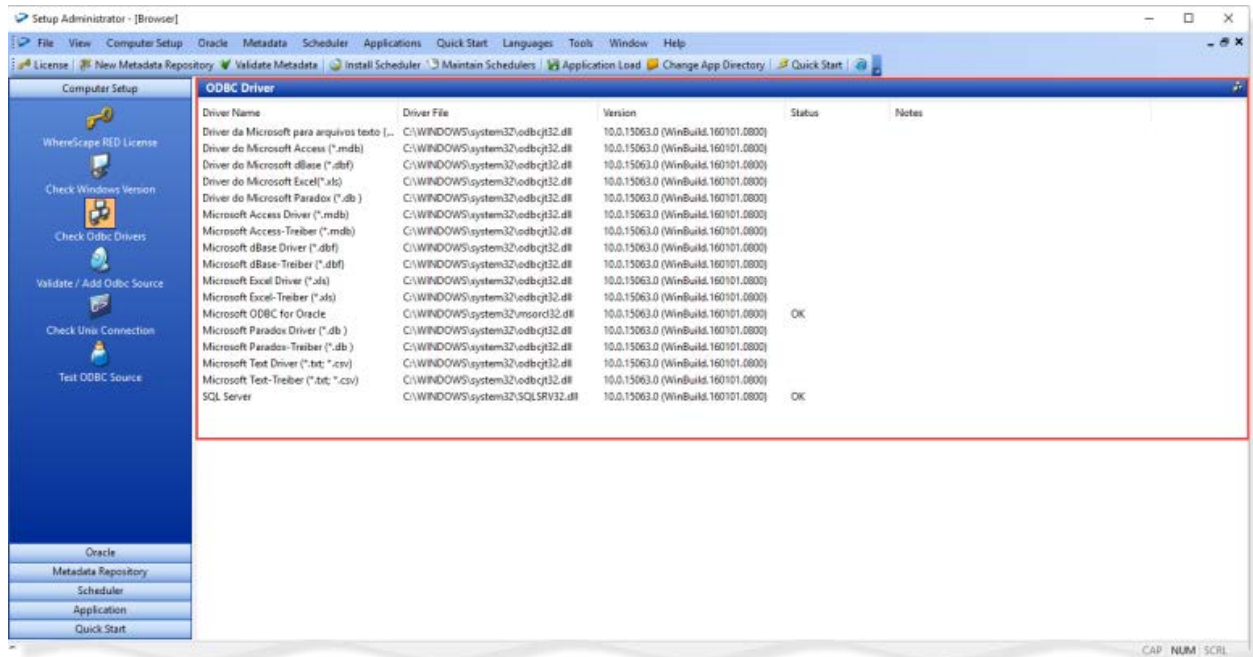 Setup Administrator - [Browser]
File View Computer Setup Oracle Metadata Scheduler Applications Quick Start Languages Tools Window Help
License New Metadata Repository Validate Metadata Install Scheduler Maintain Schedulers Application Load Change App Directory Quick Start
Computer Setup
WhereScape RED License
Check Windows Version
Check Odbc Drivers
Validate / Add Odbc Source
Check Unix Connection
Test ODBC Source
Oracle
Metadata Repository
Scheduler
Application
Quick Start
ODBC Driver
Driver Name Driver File Version Status Notes
Driver da Microsoft para arquivos texto (... C:\WINDOWS\system32\odbcjt32.dll 10.0.15063.0 (WinBuild.160101.0800)
Driver do Microsoft Access (*.mdb) C:\WINDOWS\system32\odbcjt32.dll 10.0.15063.0 (WinBuild.160101.0800)
Driver do Microsoft dBase (*.dbf) C:\WINDOWS\system32\odbcjt32.dll 10.0.15063.0 (WinBuild.160101.0800)
Driver do Microsoft Excel(*.xls) C:\WINDOWS\system32\odbcjt32.dll 10.0.15063.0 (WinBuild.160101.0800)
Driver do Microsoft Paradox (*.db ) C:\WINDOWS\system32\odbcjt32.dll 10.0.15063.0 (WinBuild.160101.0800)
Microsoft Access Driver (*.mdb) C:\WINDOWS\system32\odbcjt32.dll 10.0.15063.0 (WinBuild.160101.0800)
Microsoft Access-Treiber (*.mdb) C:\WINDOWS\system32\odbcjt32.dll 10.0.15063.0 (WinBuild.160101.0800)
Microsoft dBase Driver (*.dbf) C:\WINDOWS\system32\odbcjt32.dll 10.0.15063.0 (WinBuild.160101.0800)
Microsoft dBase-Treiber (*.dbf) C:\WINDOWS\system32\odbcjt32.dll 10.0.15063.0 (WinBuild.160101.0800)
Microsoft Excel Driver (*.xls) C:\WINDOWS\system32\odbcjt32.dll 10.0.15063.0 (WinBuild.160101.0800)
Microsoft Excel-Treiber (*.xls) C:\WINDOWS\system32\odbcjt32.dll 10.0.15063.0 (WinBuild.160101.0800)
Microsoft ODBC for Oracle C:\WINDOWS\system32\msorcl32.dll 10.0.15063.0 (WinBuild.160101.0800) OK
Microsoft Paradox Driver (*.db ) C:\WINDOWS\system32\odbcjt32.dll 10.0.15063.0 (WinBuild.160101.0800)
Microsoft Paradox-Treiber (*.db ) C:\WINDOWS\system32\odbcjt32.dll 10.0.15063.0 (WinBuild.160101.0800)
Microsoft Text Driver (*.txt; *.csv) C:\WINDOWS\system32\odbcjt32.dll 10.0.15063.0 (WinBuild.160101.0800)
Microsoft Text-Treiber (*.txt; *.csv) C:\WINDOWS\system32\odbcjt32.dll 10.0.15063.0 (WinBuild.160101.0800)
SQL Server C:\WINDOWS\system32\SQLSRV32.dll 10.0.15063.0 (WinBuild.160101.0800) OK
CAP NUM SCRL